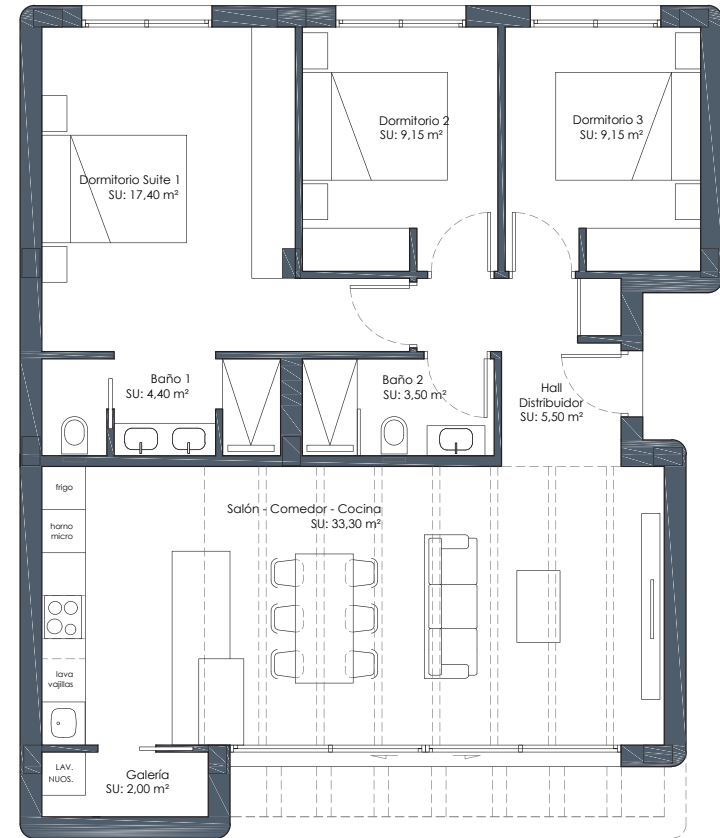 Dormitorio 2
SU: 9,15 m²
Dormitorio 3
SU: 9,15 m²
Dormitorio Suite 1
SU: 17,40 m²
Baño 1
SU: 4,40 m²
Baño 2
SU: 3,50 m²
Hall
Distribuidor
SU: 5,50 m²
frigo
horno
micro
Salón - Comedor - Cocina
SU: 33,30 m²
lava
vajillas
LAV.
NUOS.
Galería
SU: 2,00 m²